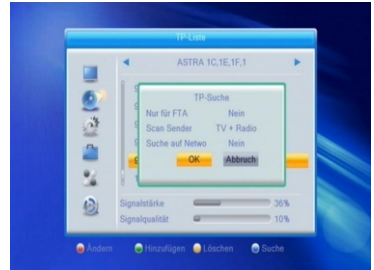 TP-Liste
ASTRA 1C,1E,1F,1
TP-Suche
Nur für FTA Nein
Scan Sender TV + Radio
Suche auf Netwo Nein
OK Abbruch
Signalstärke 36%
Signalqualität 10%
Ändern Hinzufügen Löschen Suche